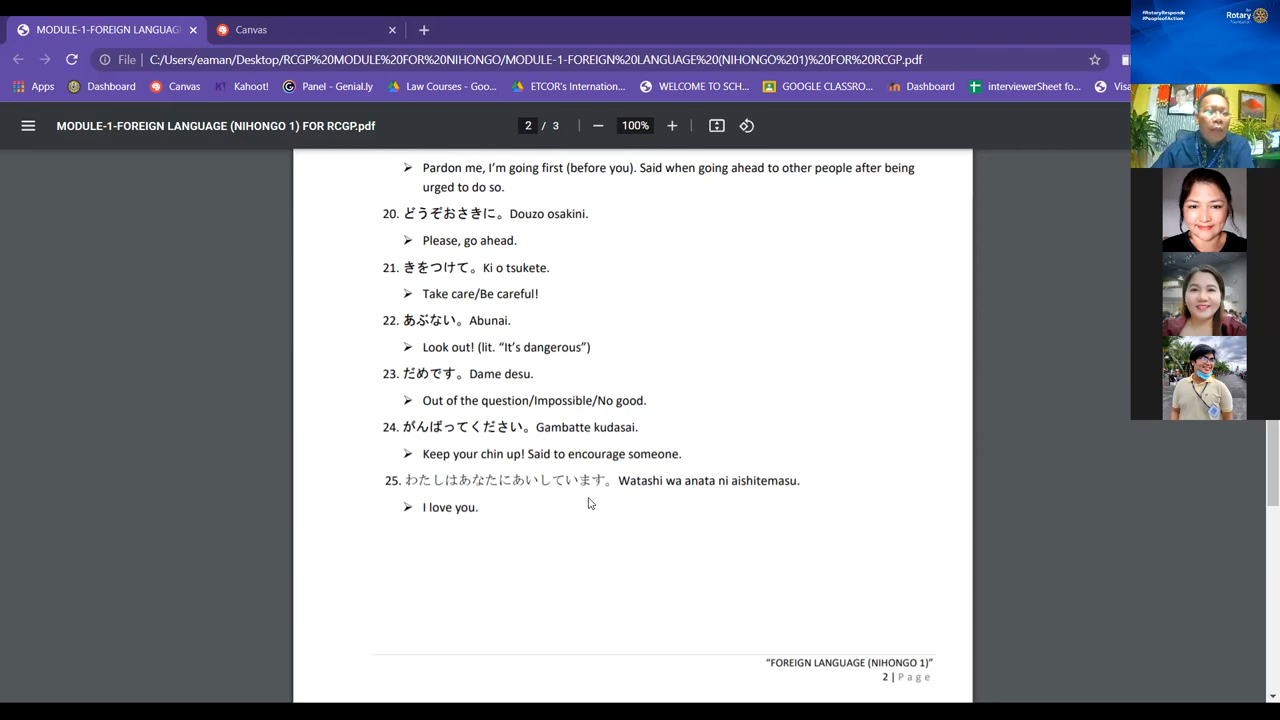 MODULE-1-FOREIGN LANGUAG
Canvas
File
C:/Users/eaman/Desktop/RCGP%20MODULE%20FOR%20NIHONGO/MODULE-1-FOREIGN%20LANGUAGE%20(NIHONGO%201)%20FOR%20RCGP.pdf
Apps Dashboard Canvas Kahoot! Panel - Genial.ly Law Courses - Goo... ETCOR's Internation... WELCOME TO SCH... GOOGLE CLASSRO... Dashboard interviewerSheet fo... Visa
MODULE-1-FOREIGN LANGUAGE (NIHONGO 1) FOR RCGP.pdf
2 / 3
100%
Pardon me, I'm going first (before you). Said when going ahead to other people after being
urged to do so.
20. どうぞおさきに。Douzo osakini.
Please, go ahead.
21. きをつけて。Ki o tsukete.
Take care/Be careful!
22. あぶない。Abunai.
Look out! (lit. “It's dangerous”)
23. だめです。Dame desu.
Out of the question/Impossible/No good.
24. がんばってください。Gambatte kudasai.
Keep your chin up! Said to encourage someone.
25. わたしはあなたにあいしています。Watashi wa anata ni aishitemasu.
I love you.
“FOREIGN LANGUAGE (NIHONGO 1)”
2 | Page
#RotaryResponds
#PeopleofAction
Rotary